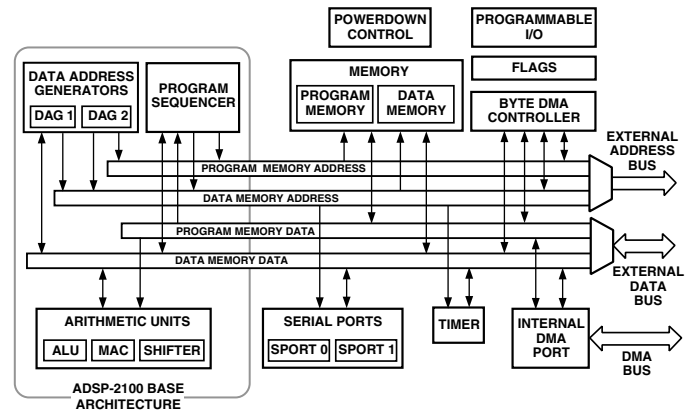 POWERDOWN
CONTROL
PROGRAMMABLE
I/O
DATA ADDRESS
GENERATORS
DAG 1
DAG 2
PROGRAM
SEQUENCER
MEMORY
PROGRAM
MEMORY
DATA
MEMORY
FLAGS
BYTE DMA
CONTROLLER
EXTERNAL
ADDRESS
BUS
PROGRAM MEMORY ADDRESS
DATA MEMORY ADDRESS
PROGRAM MEMORY DATA
DATA MEMORY DATA
EXTERNAL
DATA
BUS
ARITHMETIC UNITS
ALU
MAC
SHIFTER
SERIAL PORTS
SPORT 0
SPORT 1
TIMER
INTERNAL
DMA
PORT
DMA
BUS
ADSP-2100 BASE
ARCHITECTURE